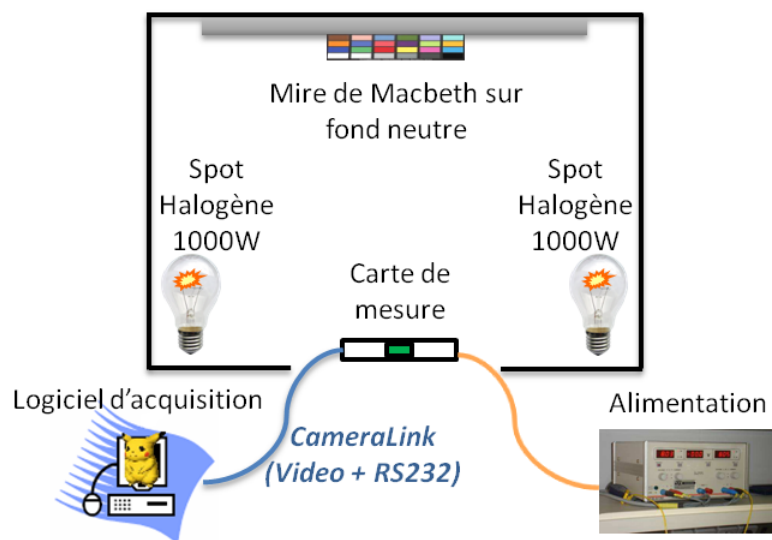 Mire de Macbeth sur
fond neutre
Spot
Halogène
1000W
Spot
Halogène
1000W
Carte de
mesure
Logiciel d'acquisition
Alimentation
CameraLink
(Video + RS232)